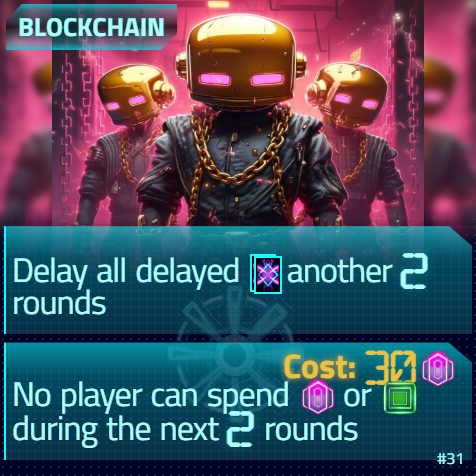 BLOCKCHAIN
Delay all delayed another 2
rounds
Cost: 30
No player can spend or
during the next 2 rounds
#31